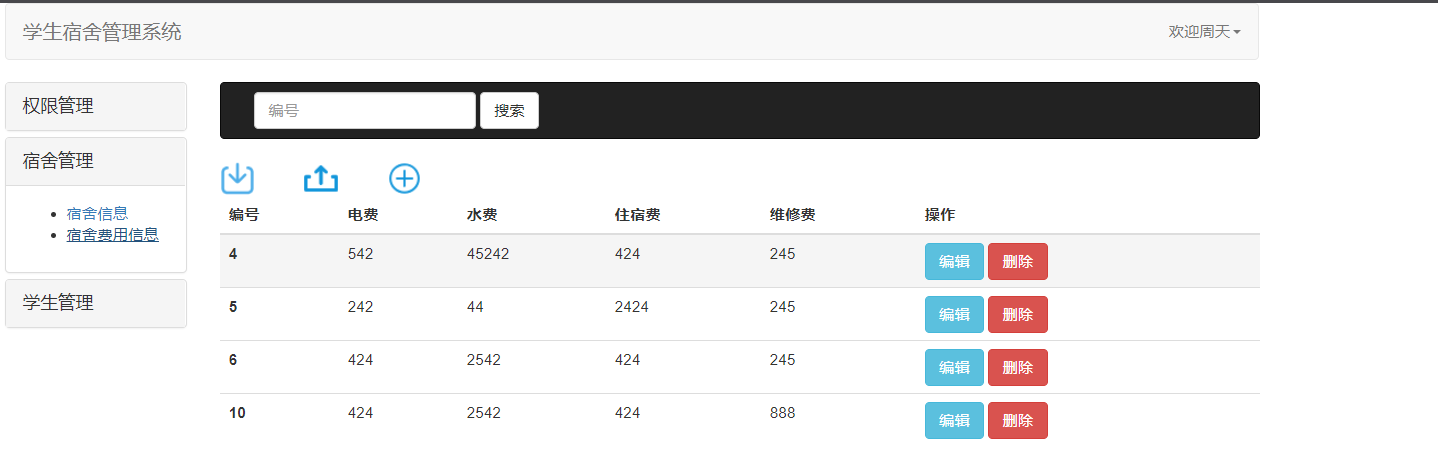 学生宿舍管理系统 欢迎周天
权限管理
宿舍管理
宿舍信息
宿舍费用信息
学生管理
编号 搜索
编号 电费 水费 住宿费 维修费 操作
4 542 45242 424 245 编辑 删除
5 242 44 2424 245 编辑 删除
6 424 2542 424 245 编辑 删除
10 424 2542 424 888 编辑 删除